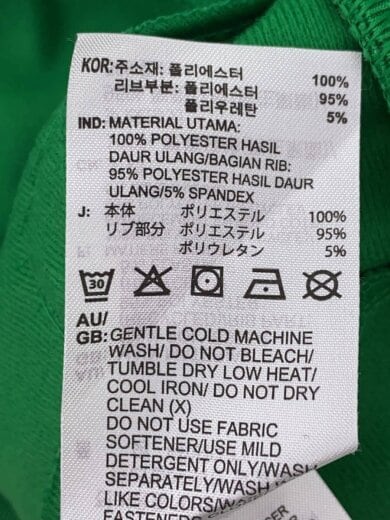 KOR: 주소재: 폴리에스터 100%
리브부분: 폴리에스터 95%
폴리우레탄 5%
IND: MATERIAL UTAMA:
100% POLYESTER HASIL
DAUR ULANG/BAGIAN RIB:
95% POLYESTER HASIL DAUR
ULANG/5% SPANDEX
J: 本体 ポリエステル 100%
リブ部分 ポリエステル 95%
ポリウレタン 5%
30
AU/
GB: GENTLE COLD MACHINE
WASH/ DO NOT BLEACH/
TUMBLE DRY LOW HEAT/
COOL IRON/ DO NOT DRY
CLEAN (X)
DO NOT USE FABRIC
SOFTENER/USE MILD
DETERGENT ONLY/WASH
SEPARATELY/WASH
LIKE COLORS/WASH